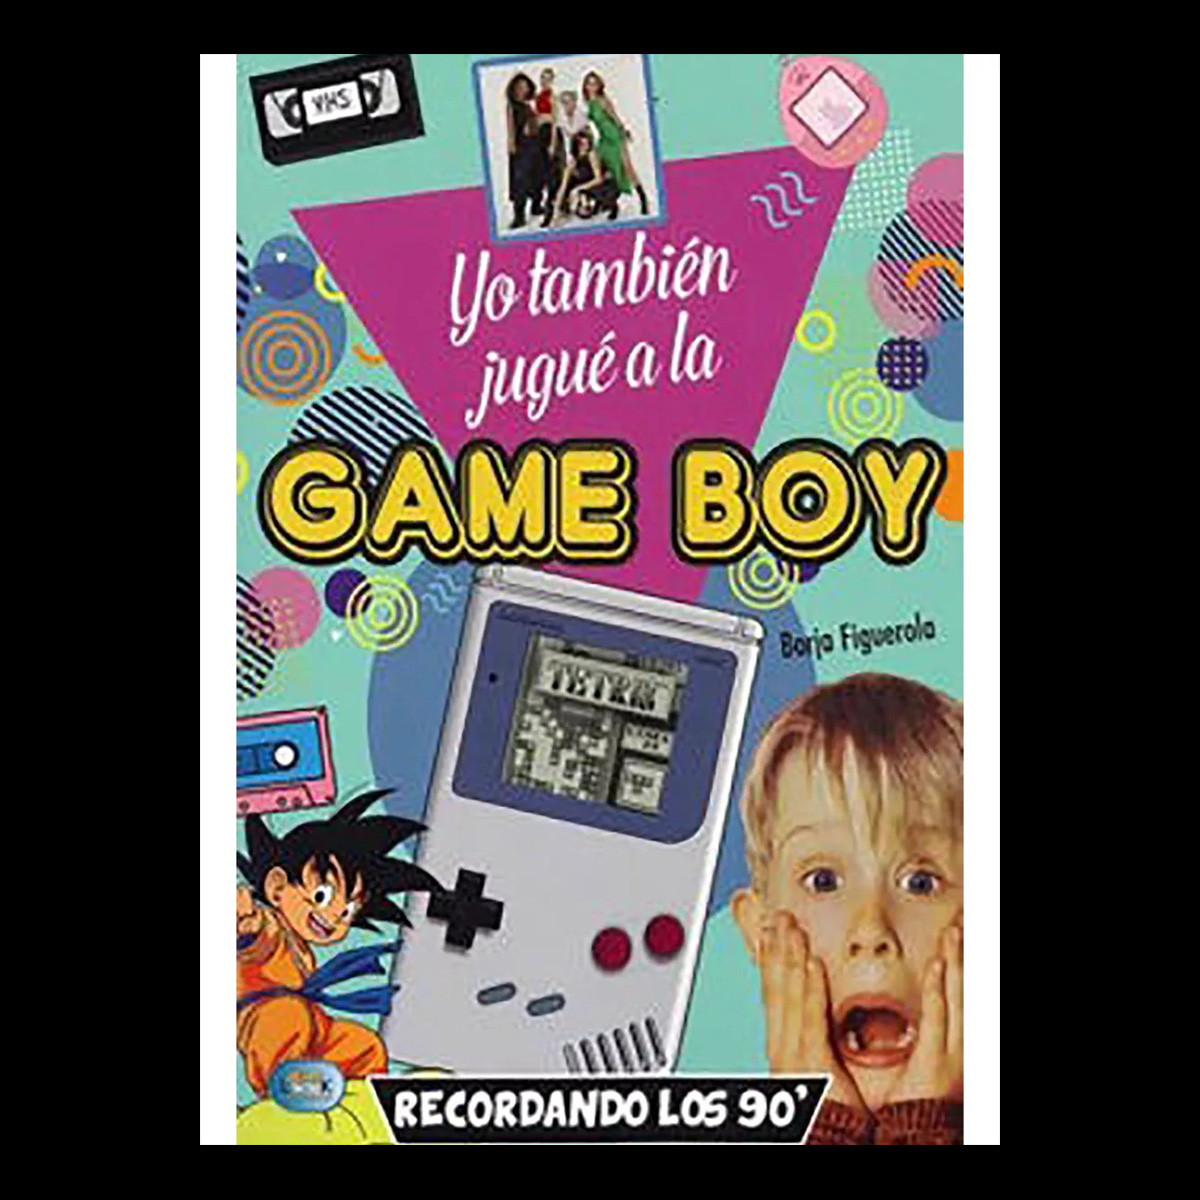 VHS
Yo también
jugué a la
GAME BOY
Borja Figuerola
TETRIS
RECORDANDO LOS 90'